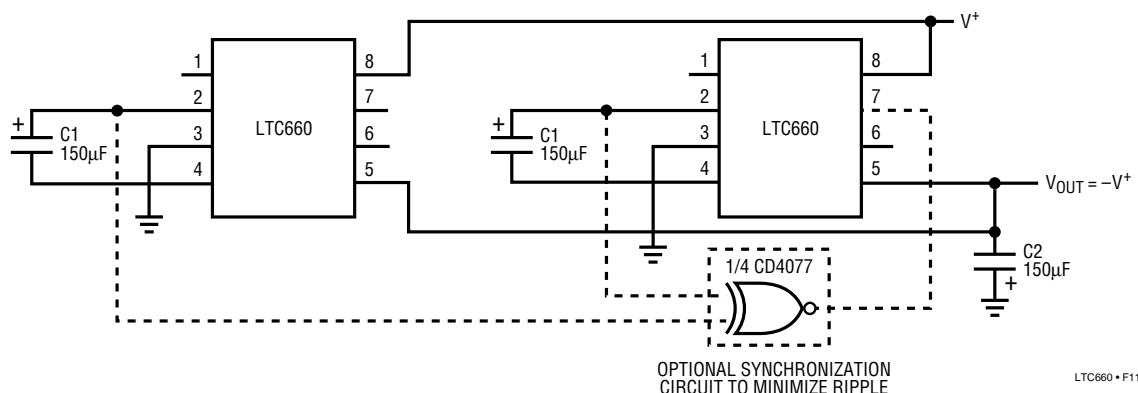 V+
1
8
1
8
2
7
2
7
+
C1
150µF
3
LTC660
6
+
C1
150µF
3
LTC660
6
4
5
4
5
VOUT = –V+
1/4 CD4077
C2
150µF
+
OPTIONAL SYNCHRONIZATION
CIRCUIT TO MINIMIZE RIPPLE
LTC660 • F11